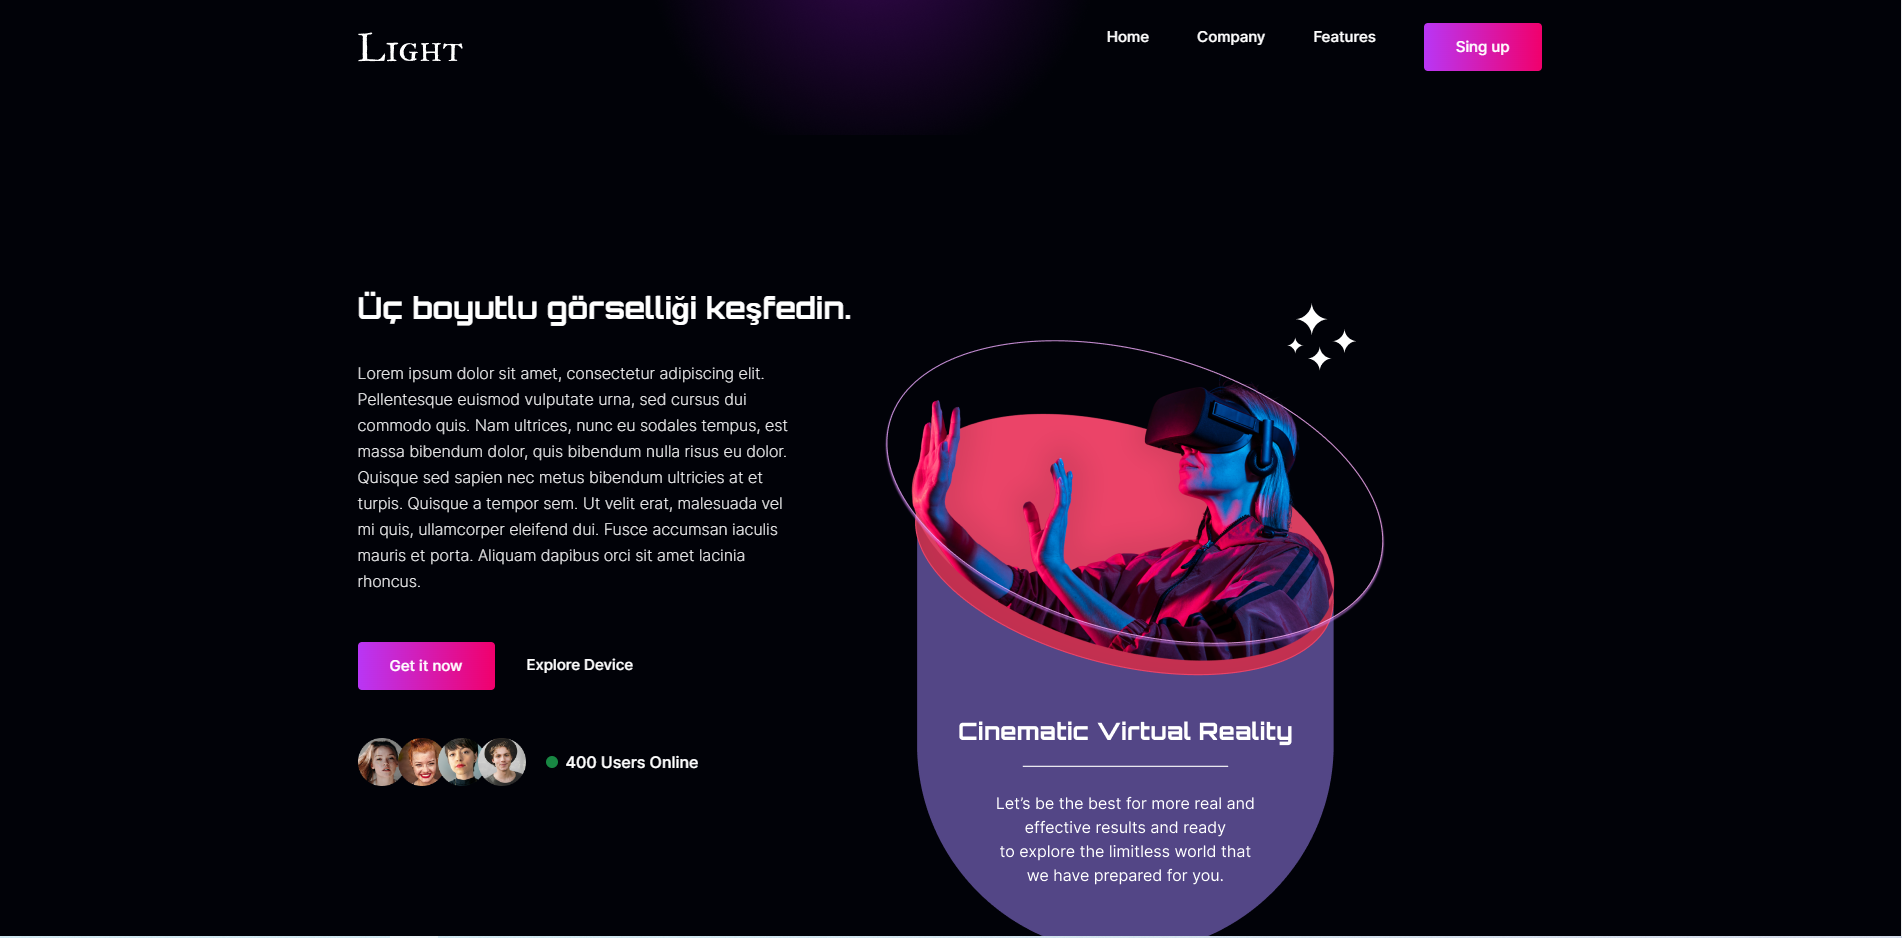 Light
Home
Company
Features
Sing up
Üç boyutlu görselliği keşfedin.
Lorem ipsum dolor sit amet, consectetur adipiscing elit.
Pellentesque euismod vulputate urna, sed cursus dui
commodo quis. Nam ultrices, nunc eu sodales tempus, est
massa bibendum dolor, quis bibendum nulla risus eu dolor.
Quisque sed sapien nec metus bibendum ultricies at et
turpis. Quisque a tempor sem. Ut velit erat, malesuada vel
mi quis, ullamcorper eleifend dui. Fusce accumsan iaculis
mauris et porta. Aliquam dapibus orci sit amet lacinia
rhoncus.
Get it now
Explore Device
400 Users Online
Cinematic Virtual Reality
Let’s be the best for more real and
effective results and ready
to explore the limitless world that
we have prepared for you.